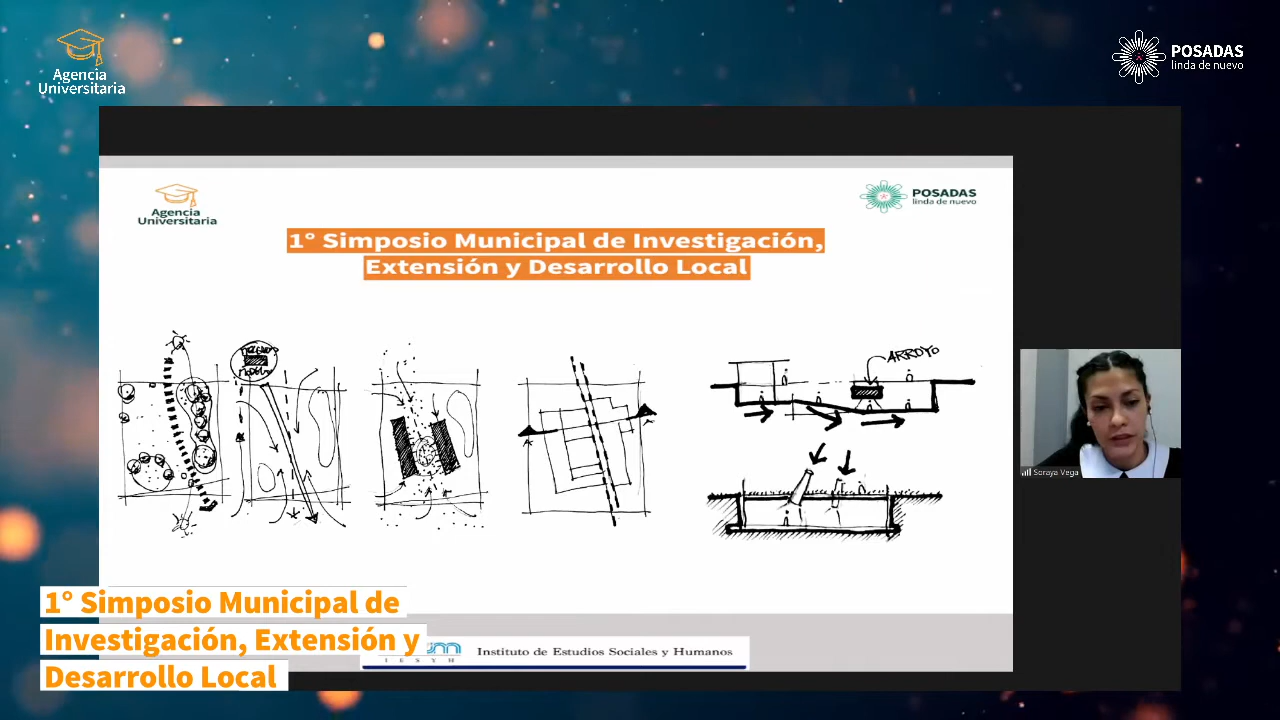 Agencia
Universitaria
POSADAS
linda de nuevo
Agencia
Universitaria
POSADAS
linda de nuevo
1° Simposio Municipal de Investigación,
Extensión y Desarrollo Local
ARROYO
Soraya Vega
1° Simposio Municipal de
Investigación, Extensión y
Desarrollo Local
I E S Y H
Instituto de Estudios Sociales y Humanos